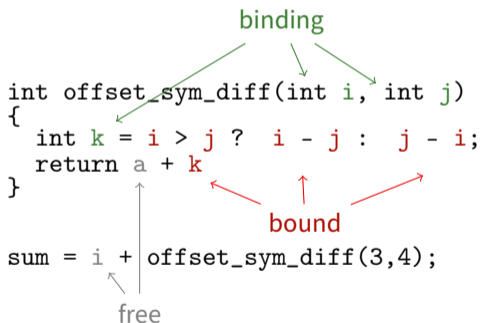 binding
int offset_sym_diff(int i, int j)
{
int k = i > j ? i - j : j - i;
return a + k
}
bound
sum = i + offset_sym_diff(3,4);
free